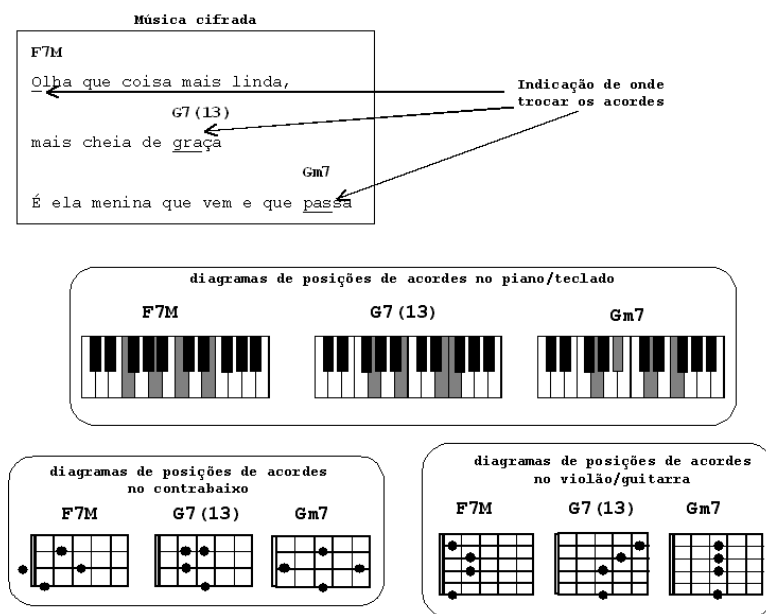 Música cifrada
F7M
Olha que coisa mais linda,
G7(13)
mais cheia de graça
Gm7
É ela menina que vem e que passa
Indicação de onde
trocar os acordes
diagramas de posições de acordes no piano/teclado
F7M G7(13) Gm7
diagramas de posições de acordes
no contrabaixo
F7M G7(13) Gm7
diagramas de posições de acordes
no violão/guitarra
F7M G7(13) Gm7